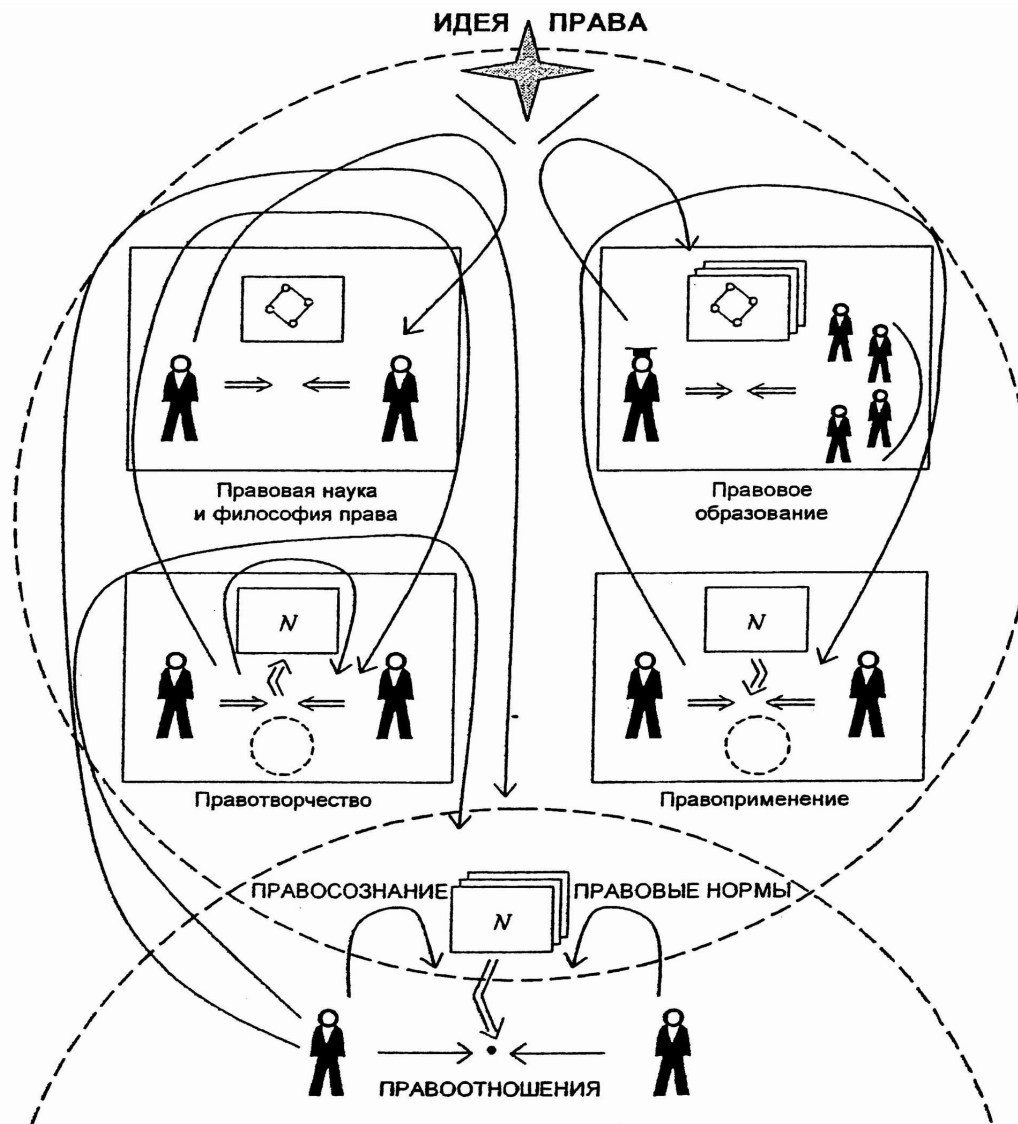 ИДЕЯ ПРАВА
Правовая наука
и философия права
Правовое
образование
N
N
Правотворчество
Правоприменение
ПРАВОСОЗНАНИЕ
ПРАВОВЫЕ НОРМЫ
N
ПРАВООТНОШЕНИЯ